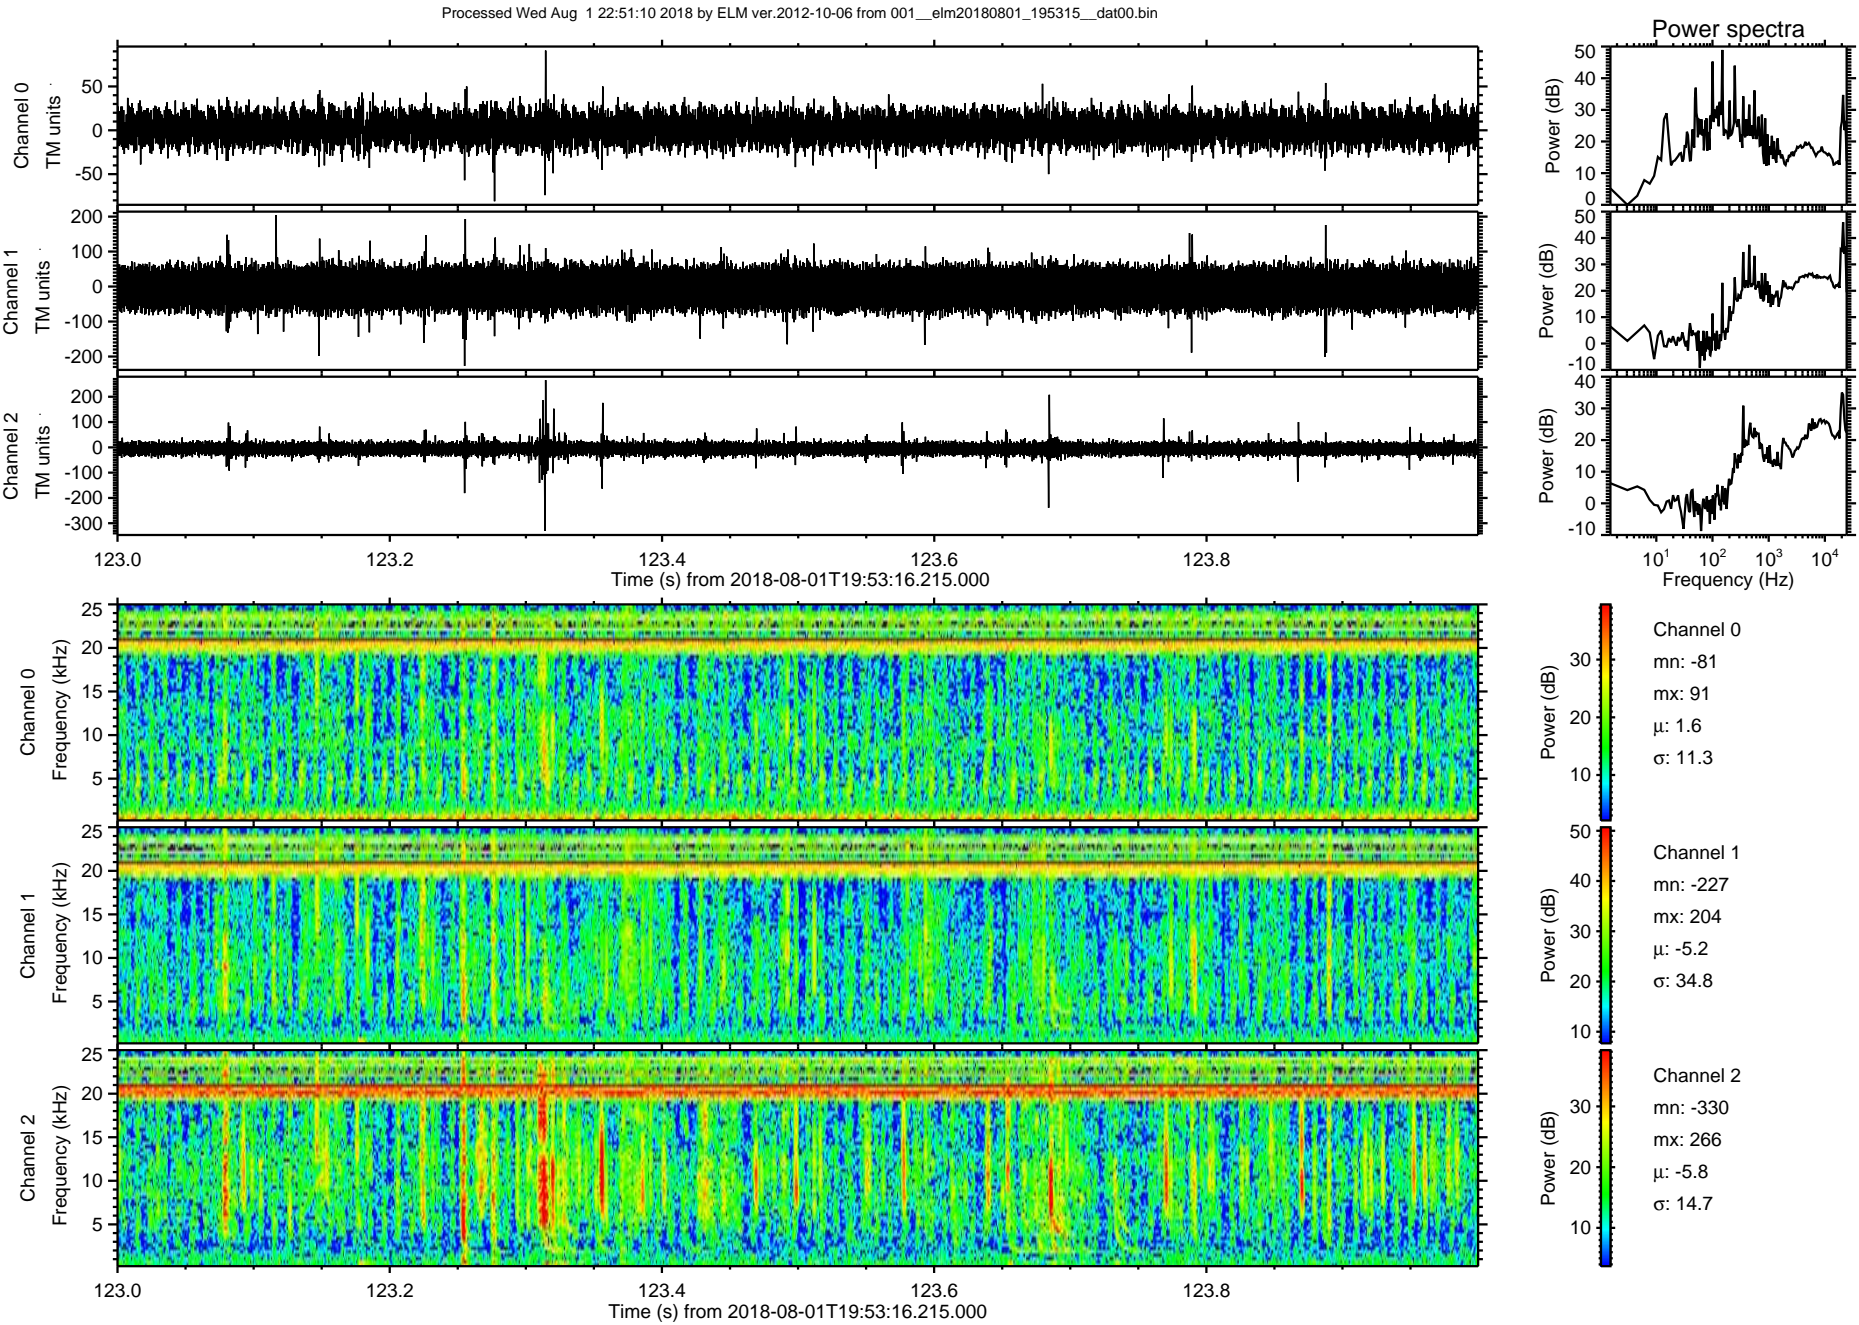 Processed Wed Aug  1 22:51:10 2018 by ELM ver.2012-10-06 from 001__elm20180801_195315__dat00.bin
Power spectra
Channel 0
TM units
50
0
-50
Power (dB)
50
40
30
20
10
0
Channel 1
TM units
200
100
0
-100
-200
Power (dB)
50
40
30
20
10
0
-10
Channel 2
TM units
200
100
0
-100
-200
-300
Power (dB)
40
30
20
10
0
-10
123.0 123.2 123.4 123.6 123.8
Time (s) from 2018-08-01T19:53:16.215.000
10^1 10^2 10^3 10^4
Frequency (Hz)
Channel 0
Frequency (kHz)
25
20
15
10
5
Power (dB)
30
20
10
Channel 0
mn: -81
mx: 91
μ: 1.6
σ: 11.3
Channel 1
Frequency (kHz)
25
20
15
10
5
Power (dB)
50
40
30
20
10
Channel 1
mn: -227
mx: 204
μ: -5.2
σ: 34.8
Channel 2
Frequency (kHz)
25
20
15
10
5
Power (dB)
30
20
10
Channel 2
mn: -330
mx: 266
μ: -5.8
σ: 14.7
123.0 123.2 123.4 123.6 123.8
Time (s) from 2018-08-01T19:53:16.215.000